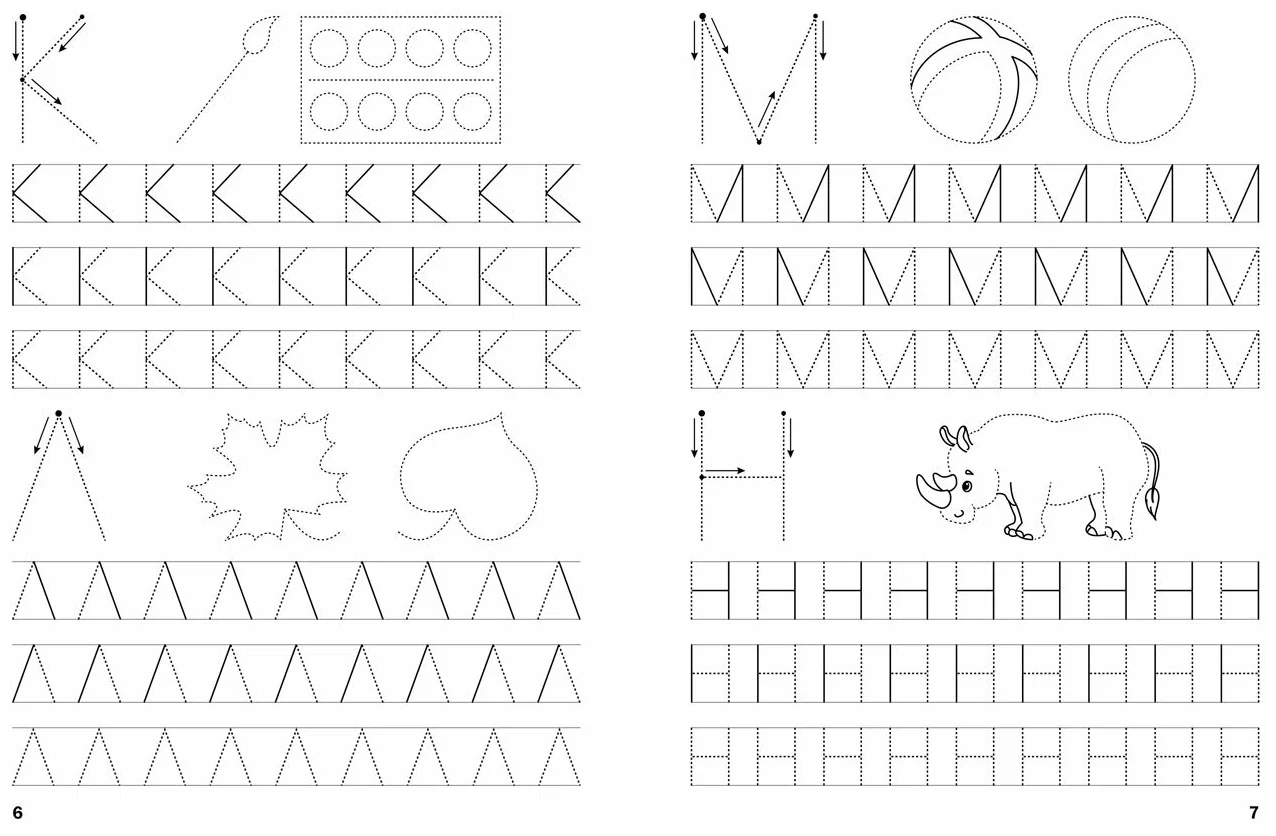 К
К К К К К К К К К
К К К К К К К К К
К К К К К К К К К
Л
Л Л Л Л Л Л Л Л Л
Л Л Л Л Л Л Л Л Л
Л Л Л Л Л Л Л Л Л
6
М
М М М М М М М
М М М М М М М
М М М М М М М
Н
Н Н Н Н Н Н Н Н Н
Н Н Н Н Н Н Н Н Н
Н Н Н Н Н Н Н Н Н
7